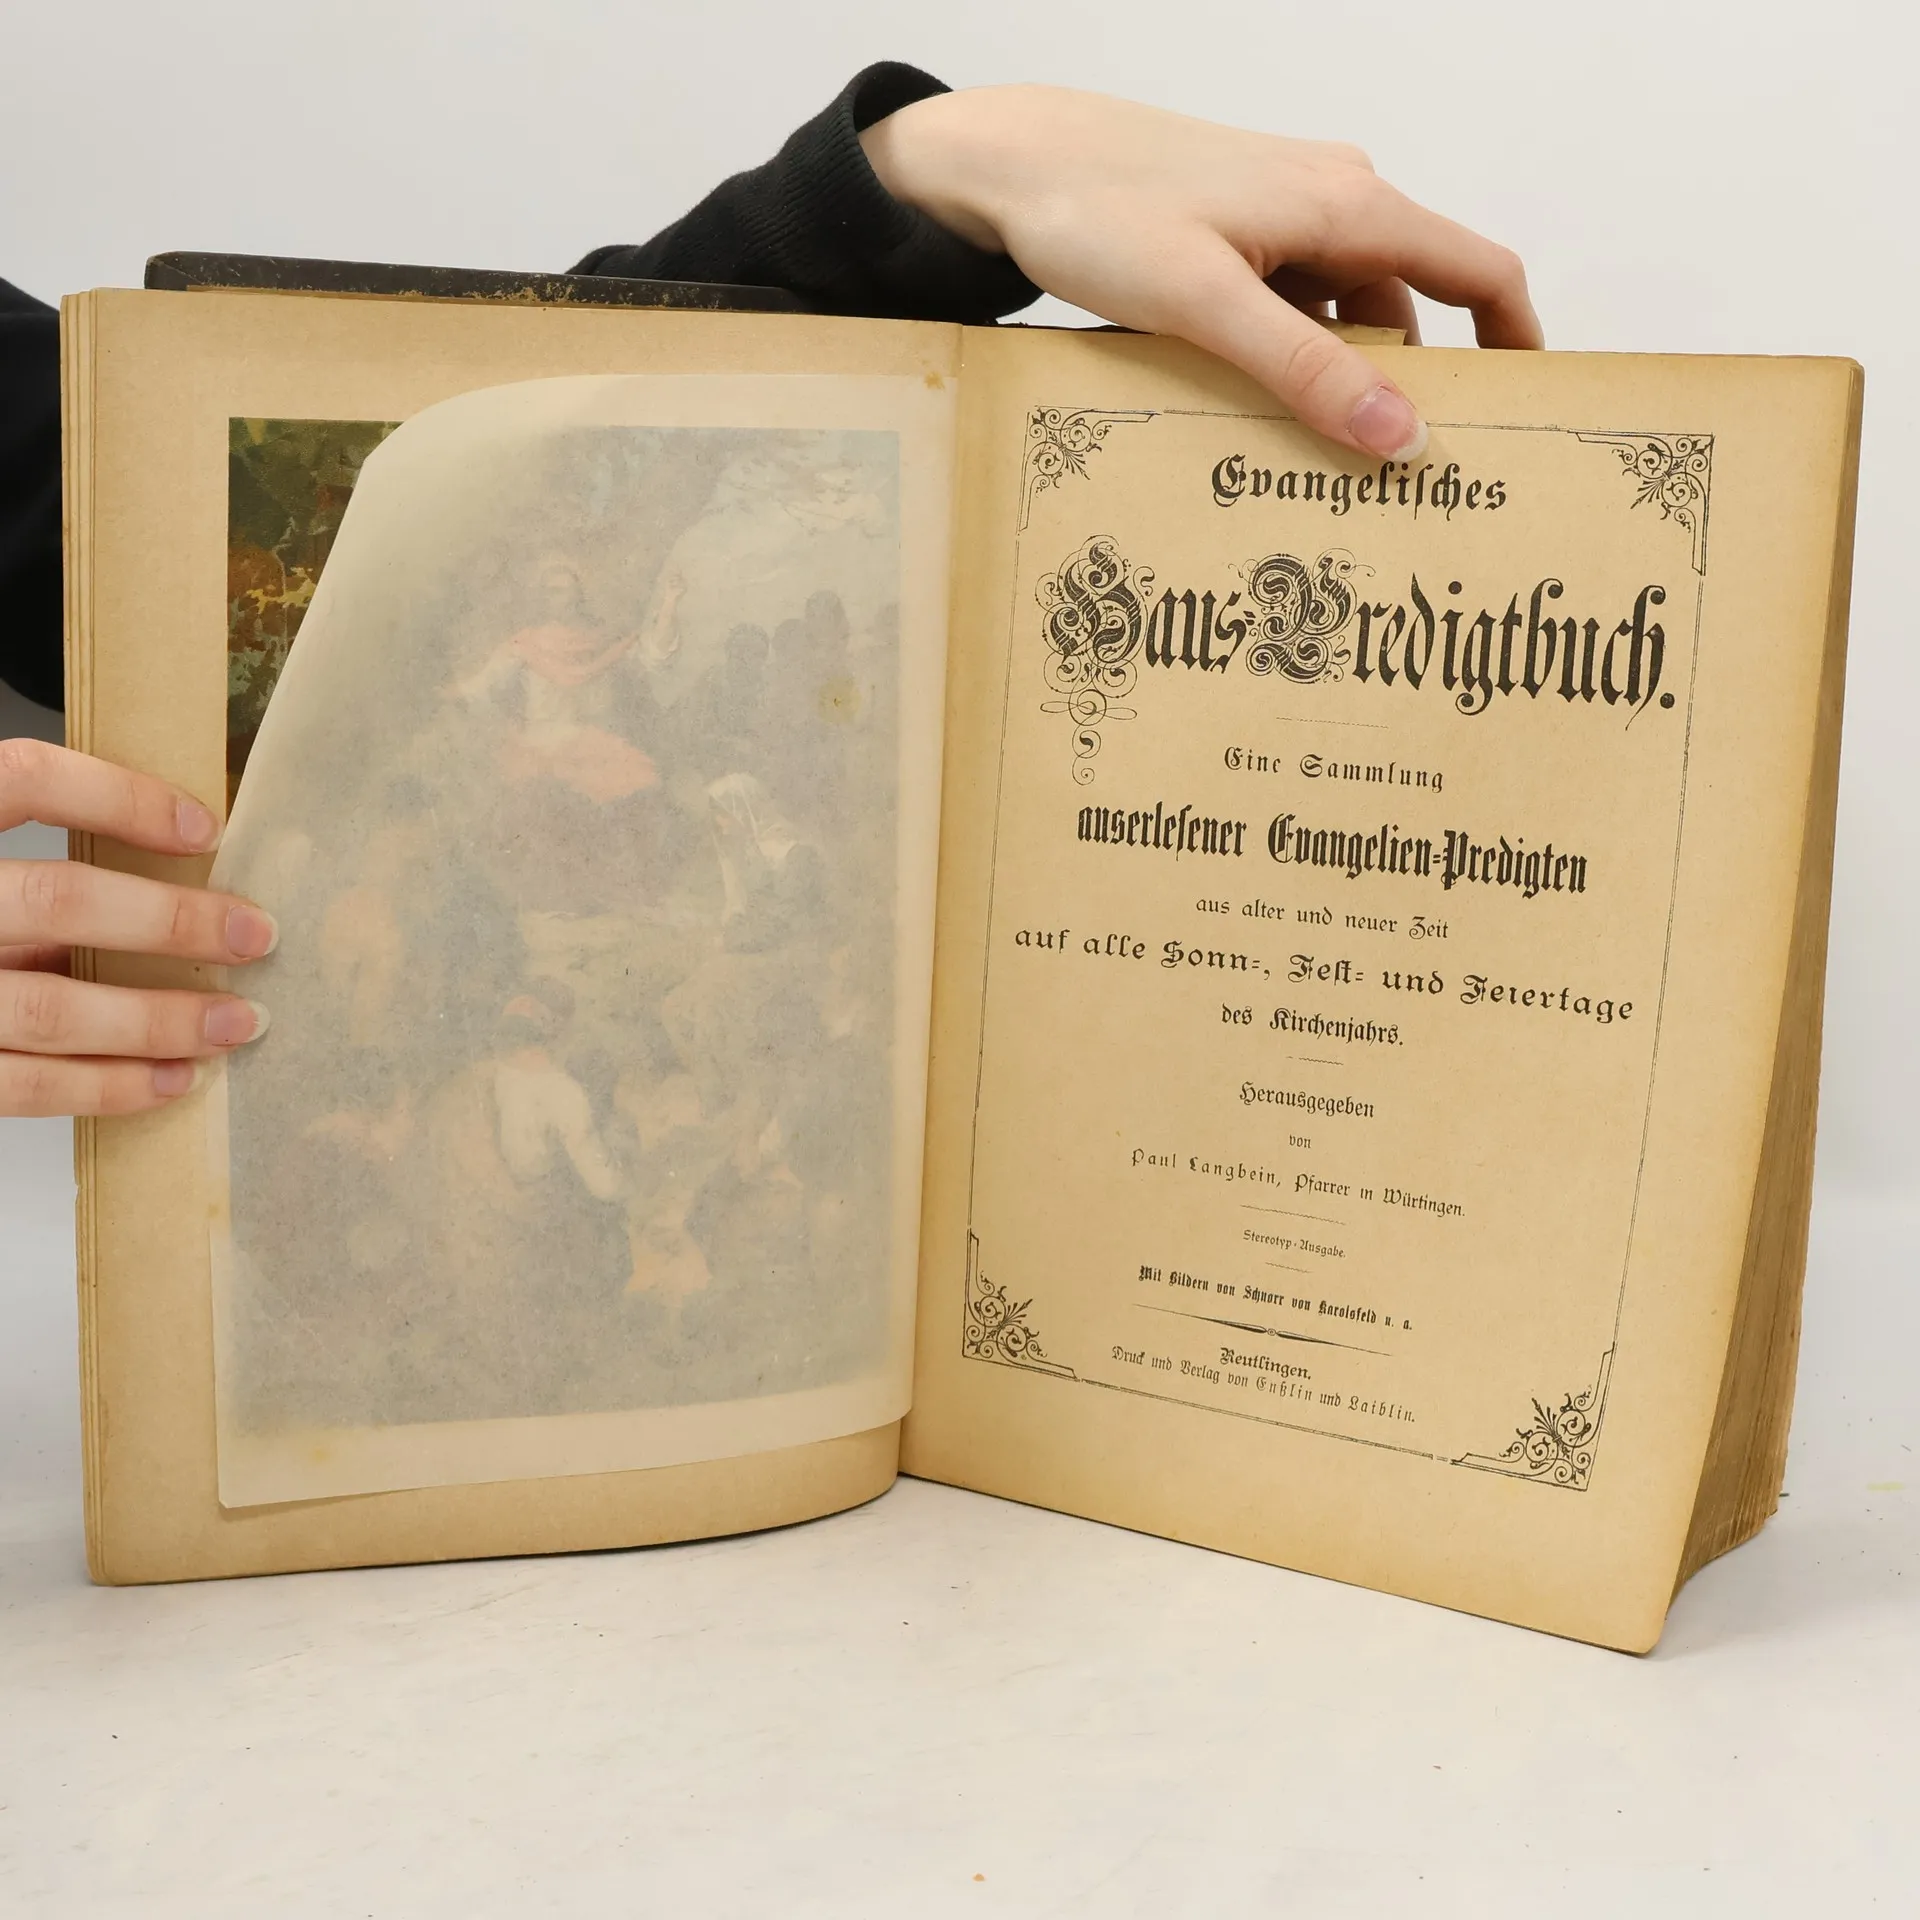 Evangelisches
Haus-Predigtbuch.
Eine Sammlung
auserlesener Evangelien-Predigten
aus alter und neuer Zeit
auf alle Sonn-, Fest- und Feiertage
des Kirchenjahrs.
Herausgegeben
von
Paul Langbein, Pfarrer in Würtingen.
Stereotyp-Ausgabe.
Mit Bildern von Schnorr von Karolsfeld u. a.
Reutlingen.
Druck und Verlag von Enßlin und Laiblin.